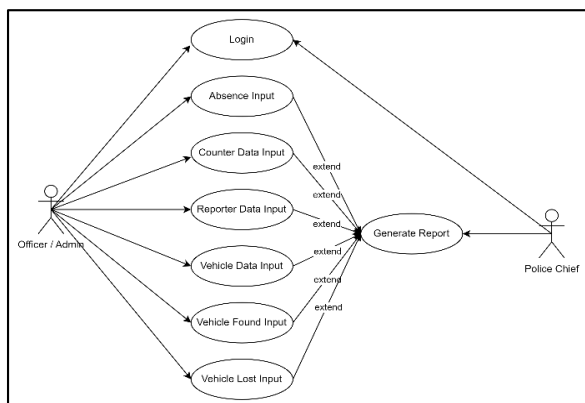 Login
Absence Input
extend
Counter Data Input
extend
Reporter Data Input
extend
Generate Report
Officer / Admin
Police Chief
extend
Vehicle Data Input
extend
extend
Vehicle Found Input
Vehicle Lost Input